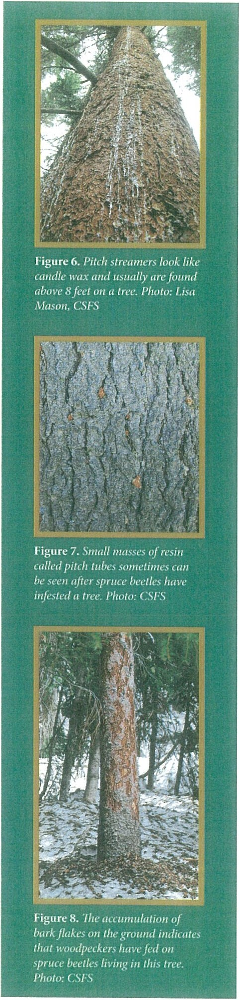 Figure 6. Pitch streamers look like
candle wax and usually are found
above 8 feet on a tree. Photo: Lisa
Mason, CSFS
Figure 7. Small masses of resin
called pitch tubes sometimes can
be seen after spruce beetles have
infested a tree. Photo: CSFS
Figure 8. The accumulation of
bark flakes on the ground indicates
that woodpeckers have fed on
spruce beetles living in this tree.
Photo: CSFS